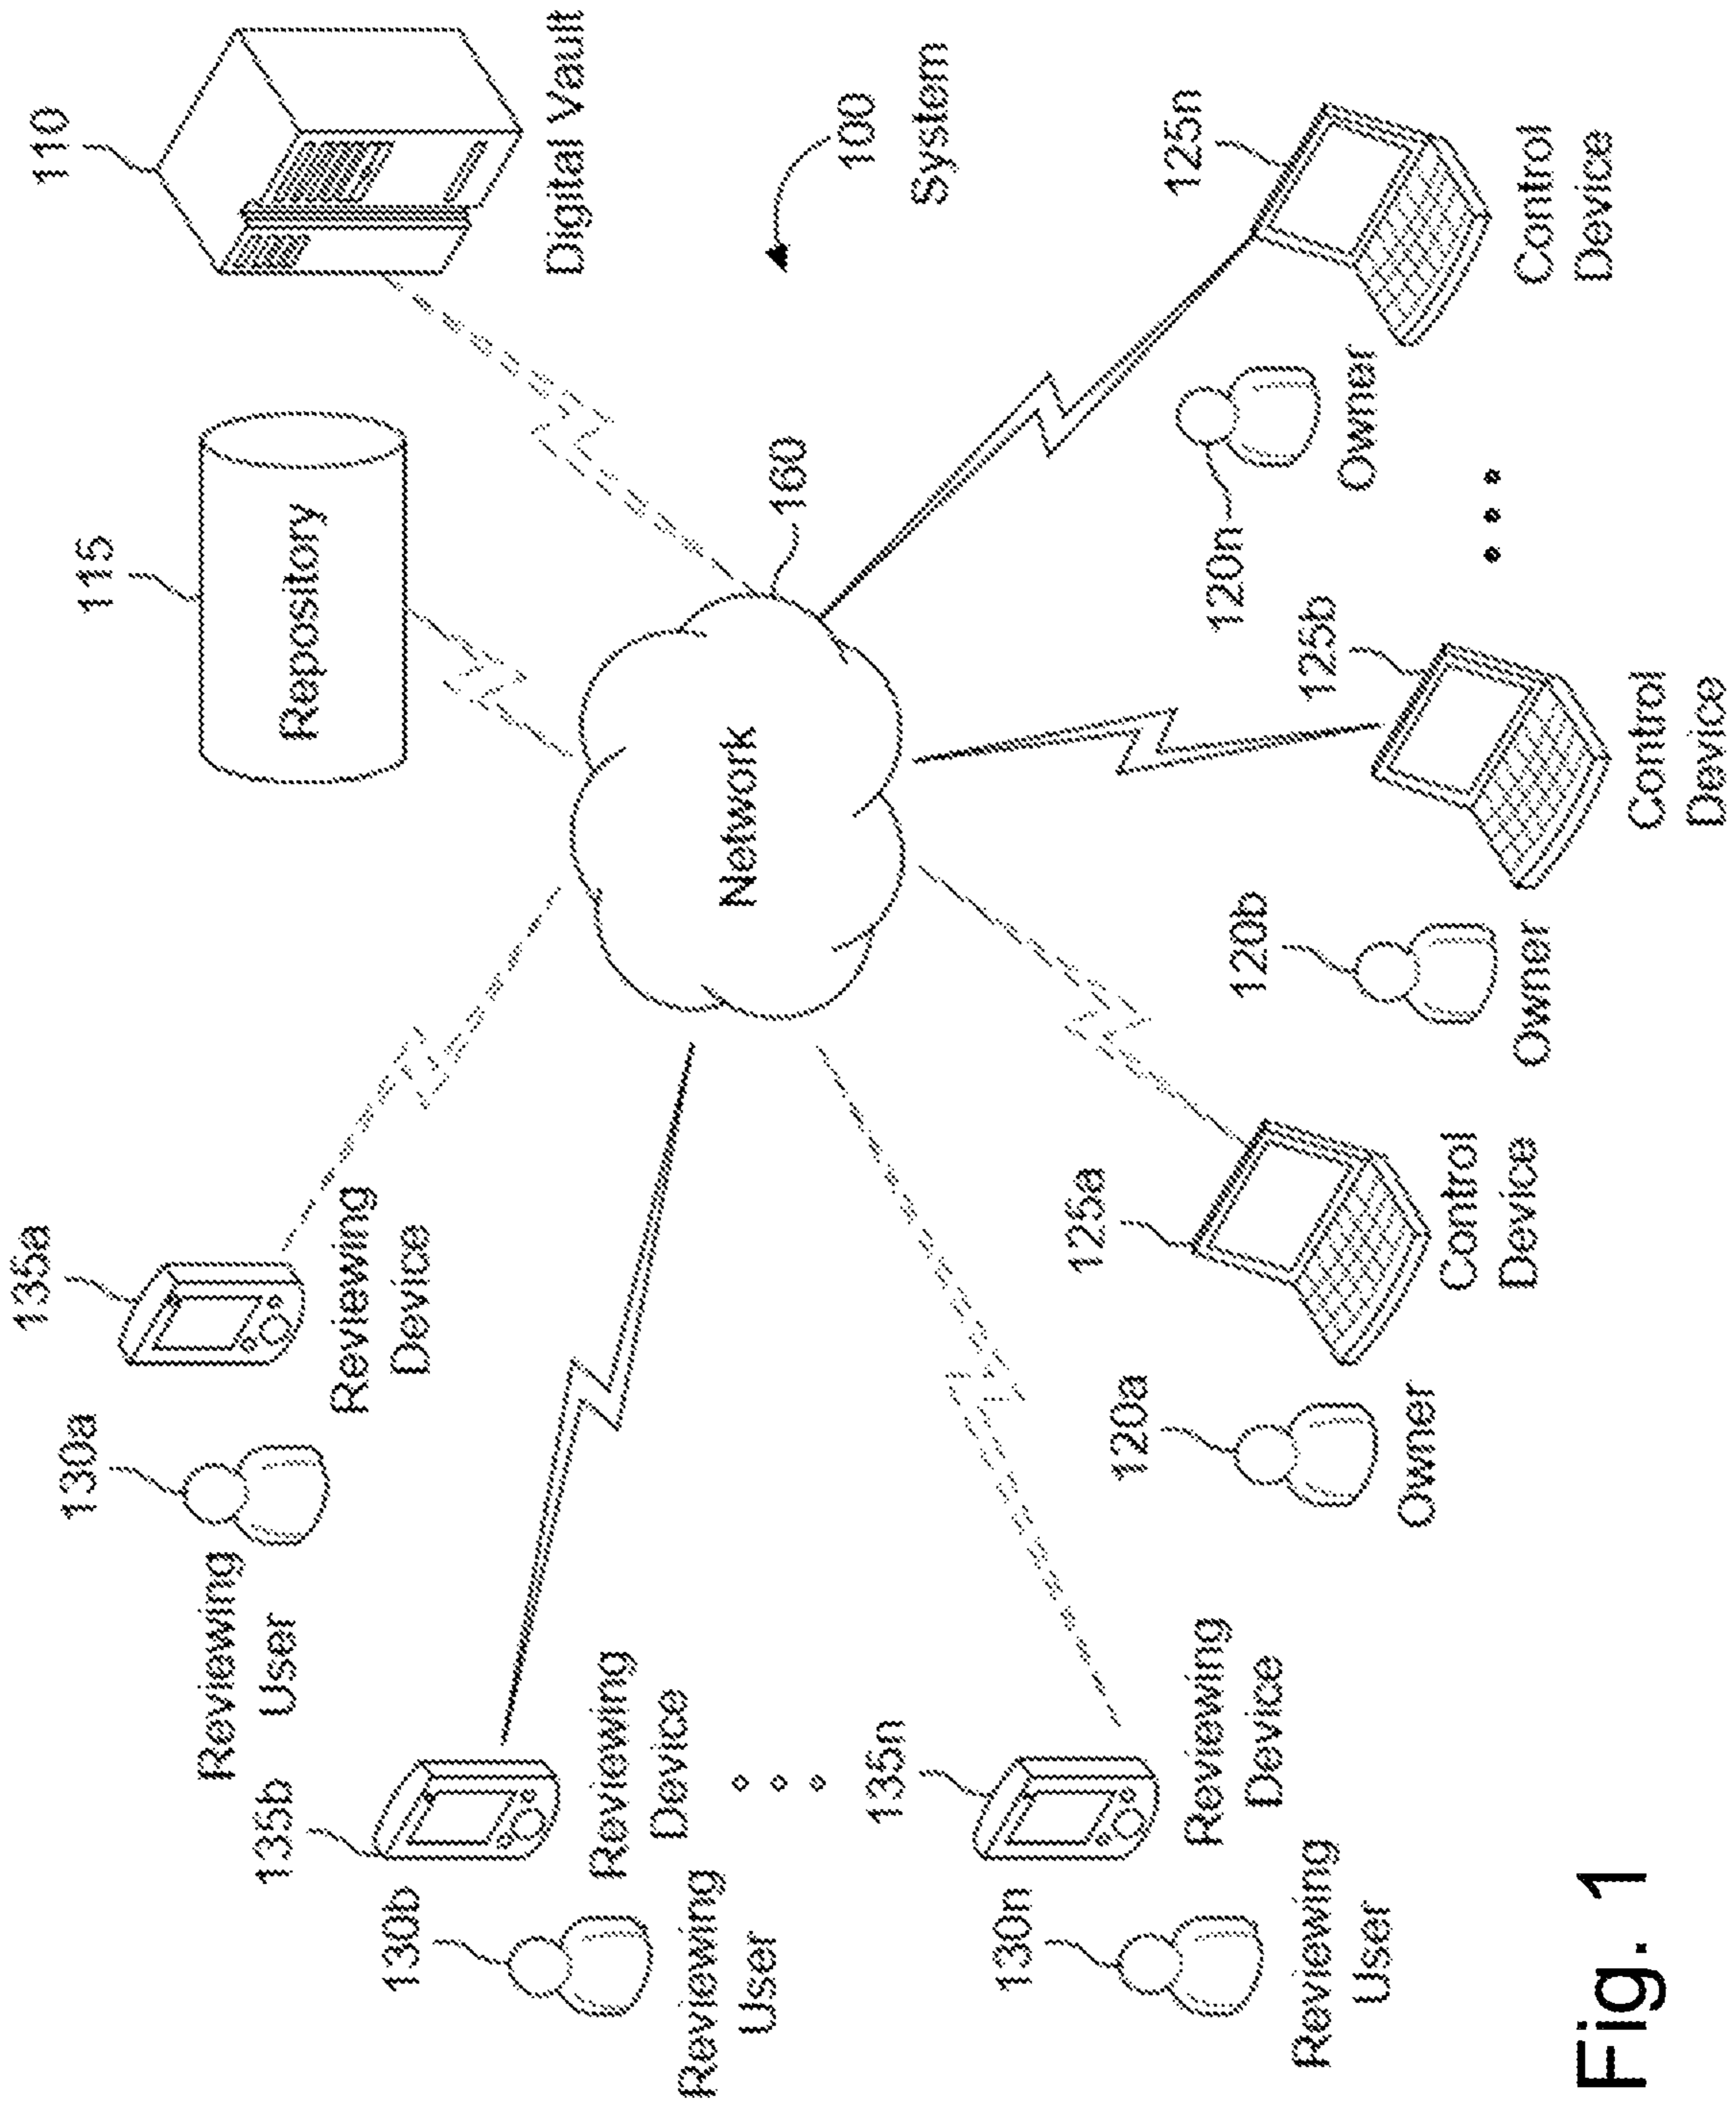 130a
Reviewing
User
135a
Reviewing
Device
115
Repository
110
Digital Vault
135b
Reviewing
Device
130b
Reviewing
User
Network
160
100
System
135n
Reviewing
Device
130n
Reviewing
User
120a
Owner
125a
Control
Device
120b
Owner
125b
Control
Device
120n
Owner
125n
Control
Device
Fig. 1